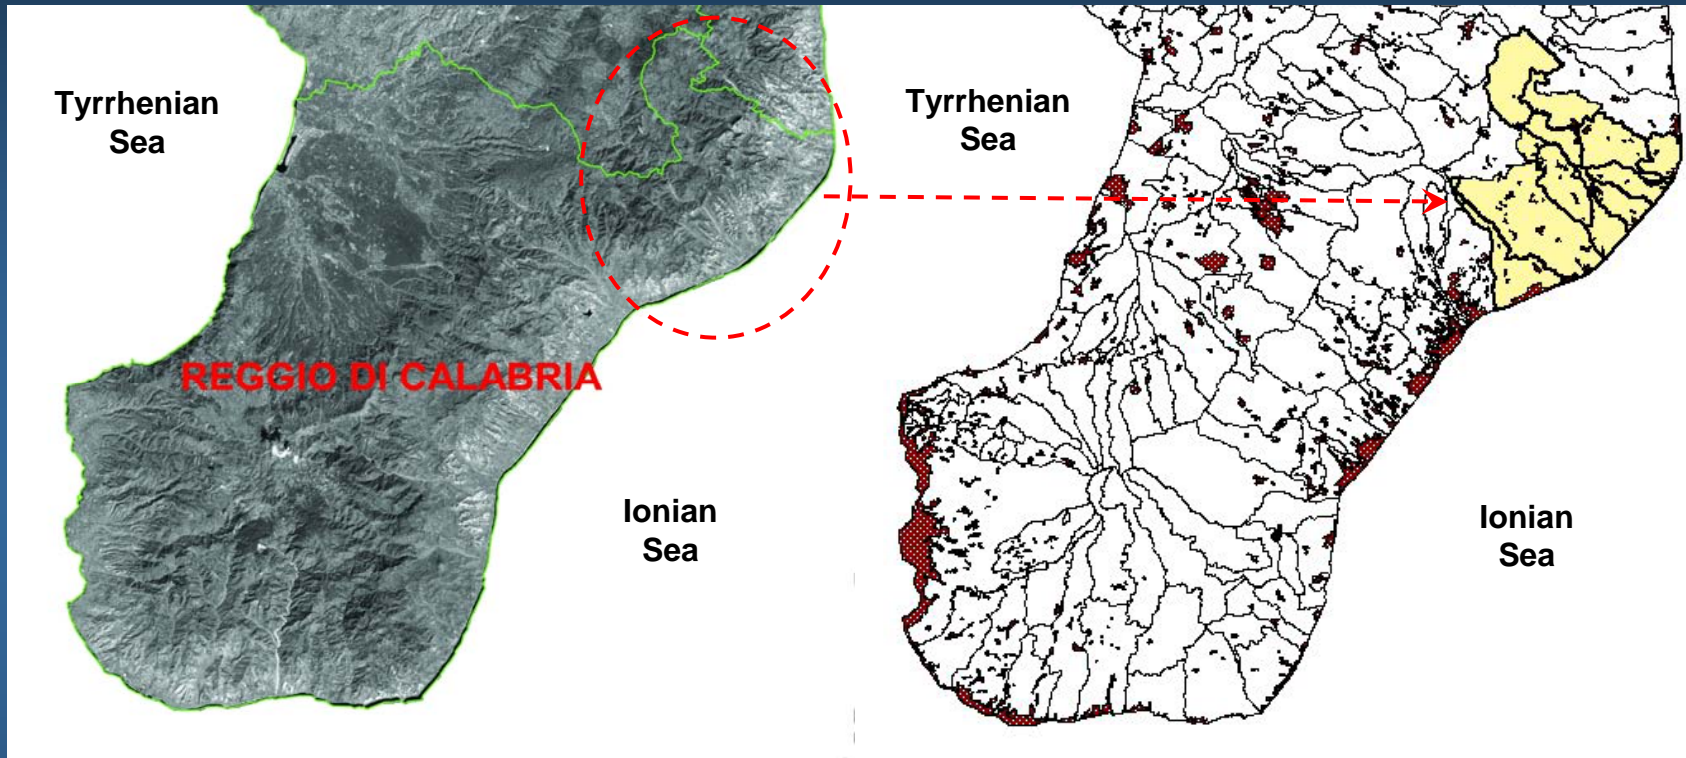 Tyrrhenian
Sea
REGGIO DI CALABRIA
Ionian
Sea
Tyrrhenian
Sea
Ionian
Sea